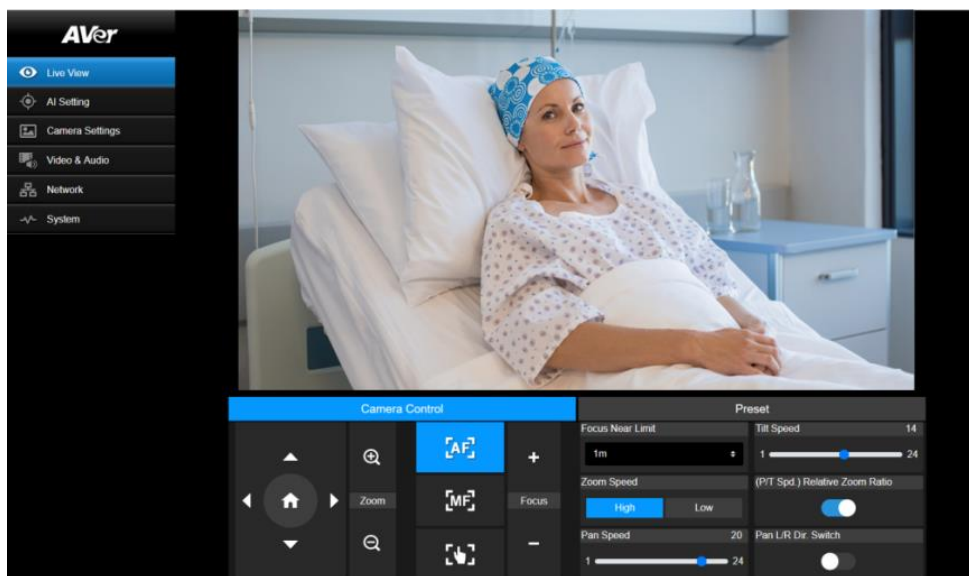 AVer
Live View
AI Setting
Camera Settings
Video & Audio
Network
System
Camera Control
Preset
Zoom
AF
MF
Focus
Focus Near Limit
1m
Tilt Speed 14
1 24
Zoom Speed
High Low
(P/T Spd.) Relative Zoom Ratio
Pan Speed 20
1 24
Pan L/R Dir. Switch